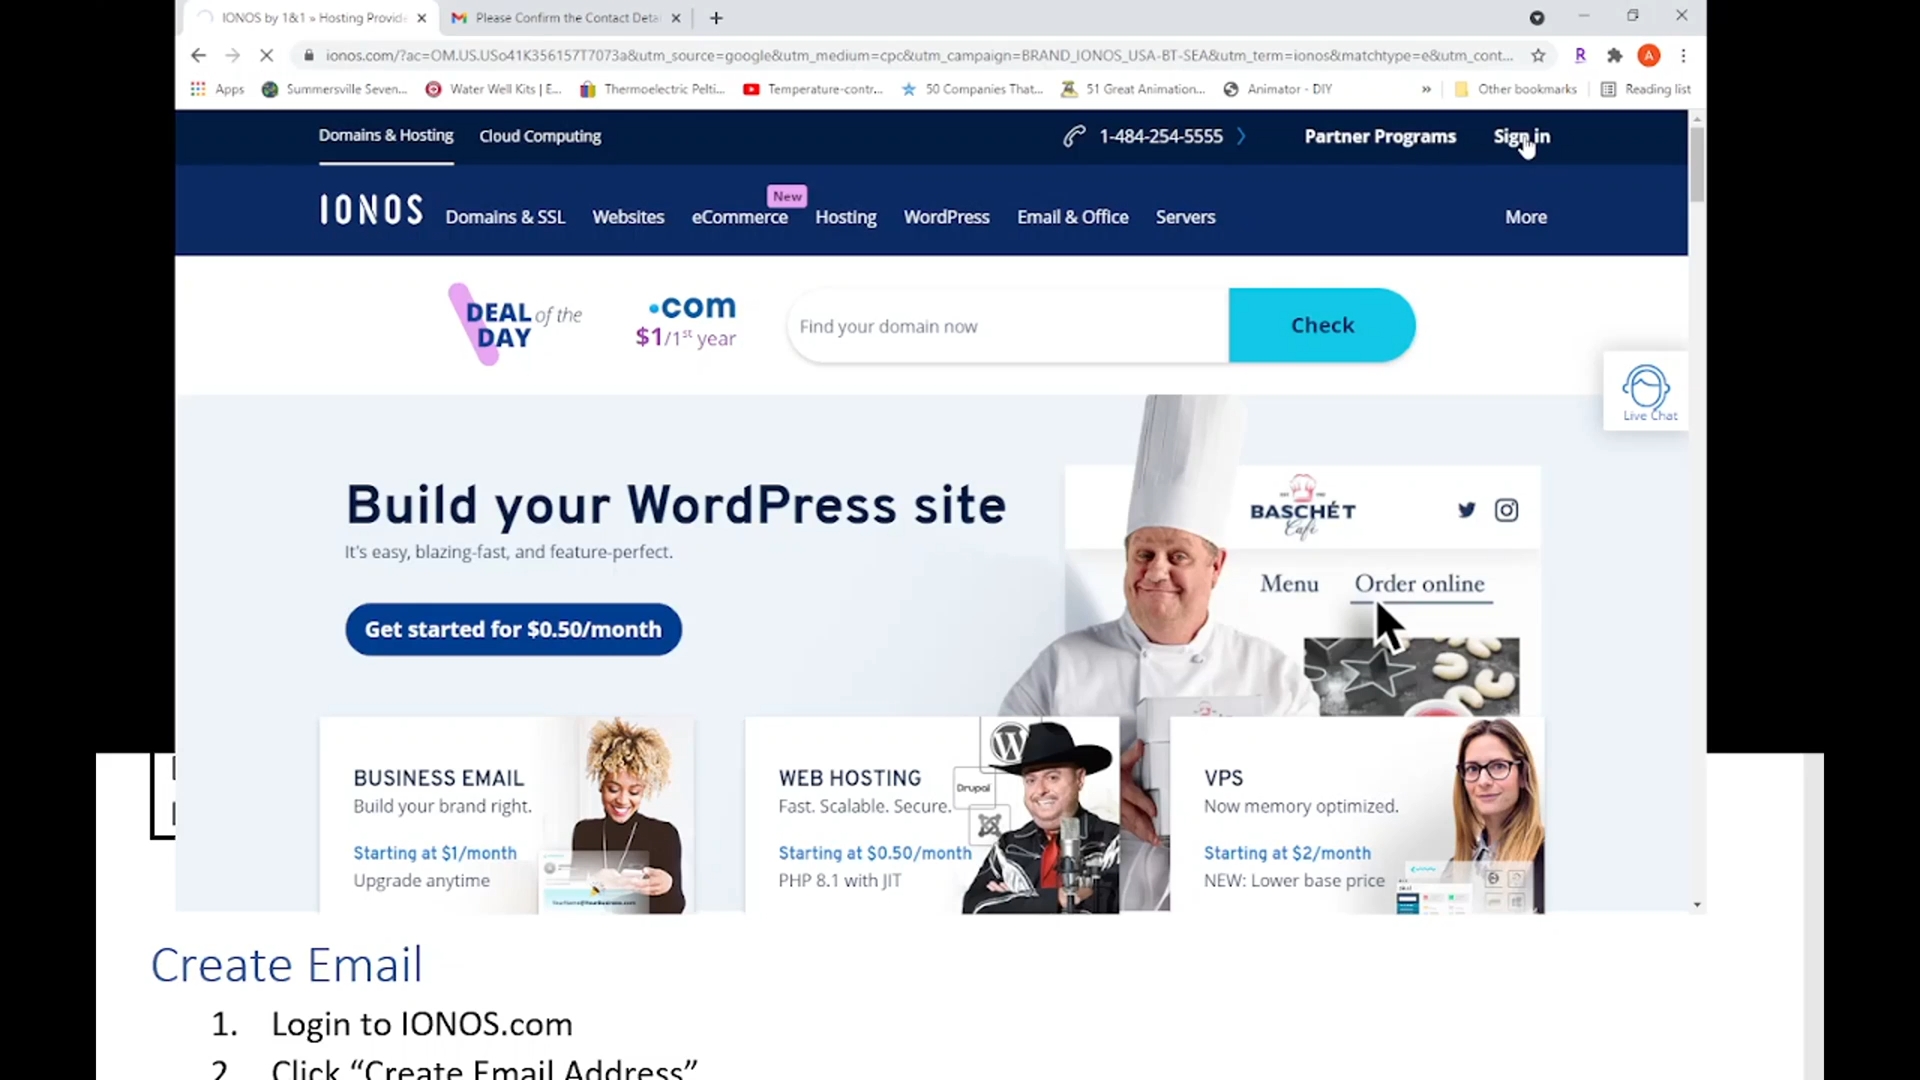 IONOS by 1&1 » Hosting Provid
Please Confirm the Contact Deta
ionos.com/?ac=OM.US.USo41K356157T7073a&utm_source=google&utm_medium=cpc&utm_campaign=BRAND_IONOS_USA-BT-SEA&utm_term=ionos&matchtype=e&utm_cont...
R
A
Apps
Summersville Seven...
Water Well Kits | E...
Thermoelectric Pelti...
Temperature-contr...
50 Companies That...
51 Great Animation...
Animator - DIY
»
Other bookmarks
Reading list
Domains & Hosting
Cloud Computing
1-484-254-5555
Partner Programs
Sign in
IONOS
Domains & SSL
Websites
eCommerce
New
Hosting
WordPress
Email & Office
Servers
More
DEAL of the
DAY
.com
$1/1st year
Find your domain now
Check
Live Chat
Build your WordPress site
It's easy, blazing-fast, and feature-perfect.
Get started for $0.50/month
BASCHÉT
Café
Menu
Order online
BUSINESS EMAIL
Build your brand right.
Starting at $1/month
Upgrade anytime
WEB HOSTING
Fast. Scalable. Secure.
Starting at $0.50/month
PHP 8.1 with JIT
Drupal
VPS
Now memory optimized.
Starting at $2/month
NEW: Lower base price
Create Email
1. Login to IONOS.com
2. Click “Create Email Address”